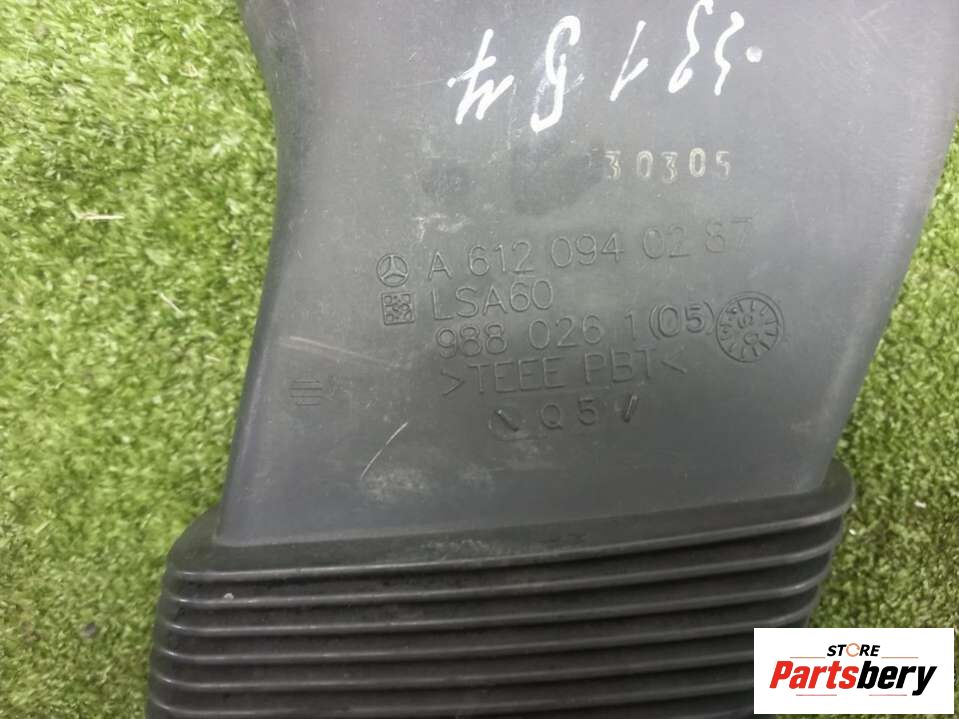 30305
A 612 094 02 87
LSA60
988 026 1 (05)
>TEEE PBT<
Q 5
STORE
Partsbery